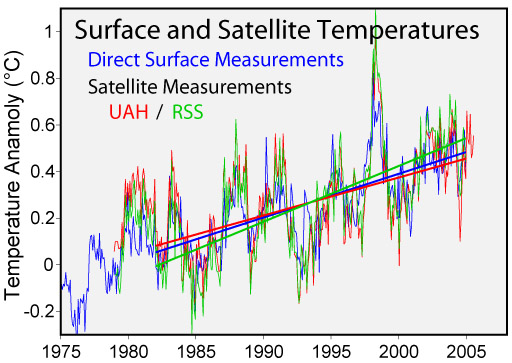 Surface and Satellite Temperatures
Direct Surface Measurements
Satellite Measurements
UAH / RSS
Temperature Anamoly (°C)
1
0.8
0.6
0.4
0.2
0
-0.2
1975 1980 1985 1990 1995 2000 2005